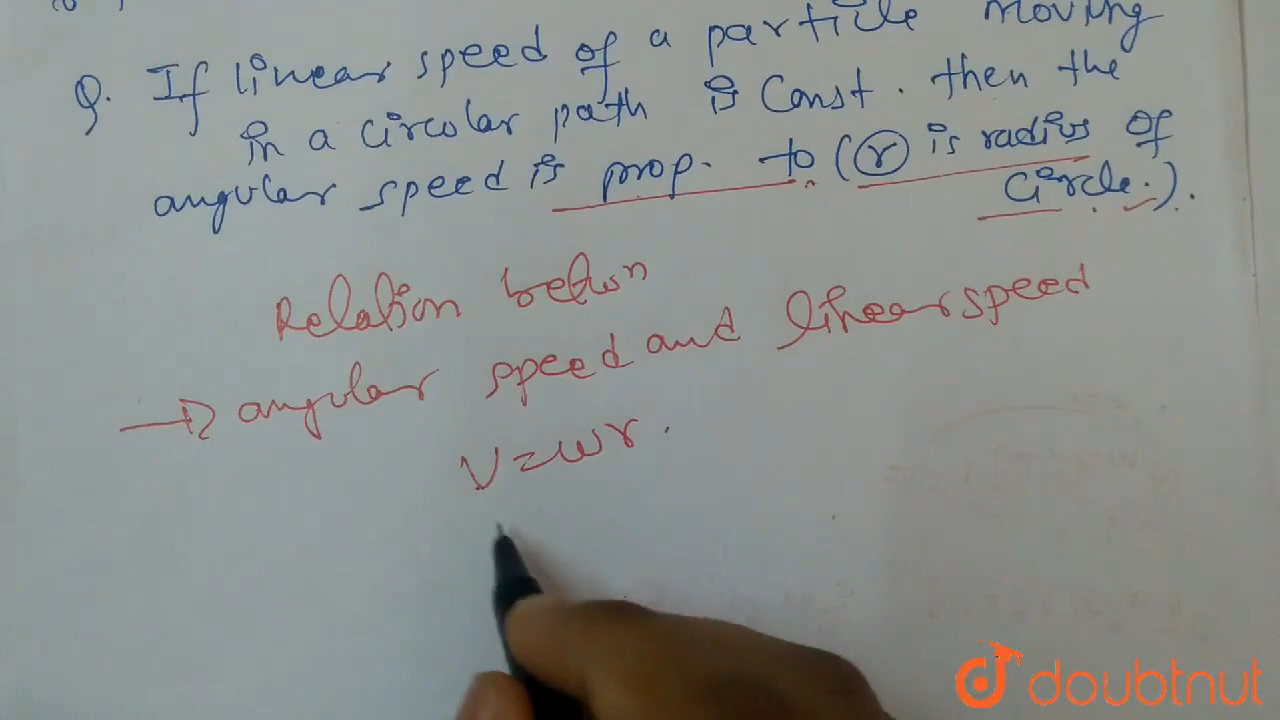 Q. If linear speed of a particle moving
in a circular path is const. then the
angular speed is prop. to (r is radius of
circle.).
Relation betwn
→ angular speed and linear speed
V=wr.
doubtnut